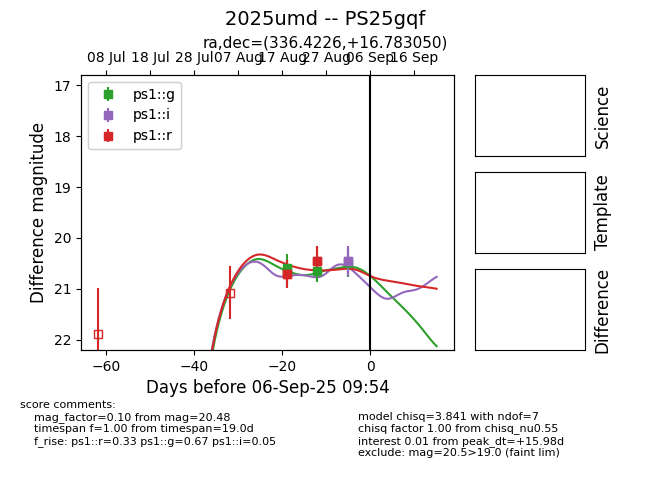 2025umd -- PS25gqf
ra,dec=(336.4226,+16.783050)
08 Jul 18 Jul 28 Jul 07 Aug 17 Aug 27 Aug 06 Sep 16 Sep
17
18
19
20
21
22
Difference magnitude
ps1::g
ps1::i
ps1::r
−60 −40 −20 0
Days before 06-Sep-25 09:54
Science
Template
Difference
score comments:
mag_factor=0.10 from mag=20.48
timespan f=1.00 from timespan=19.0d
f_rise: ps1::r=0.33 ps1::g=0.67 ps1::i=0.05
model chisq=3.841 with ndof=7
chisq factor 1.00 from chisq_nu0.55
interest 0.01 from peak_dt=+15.98d
exclude: mag=20.5>19.0 (faint lim)